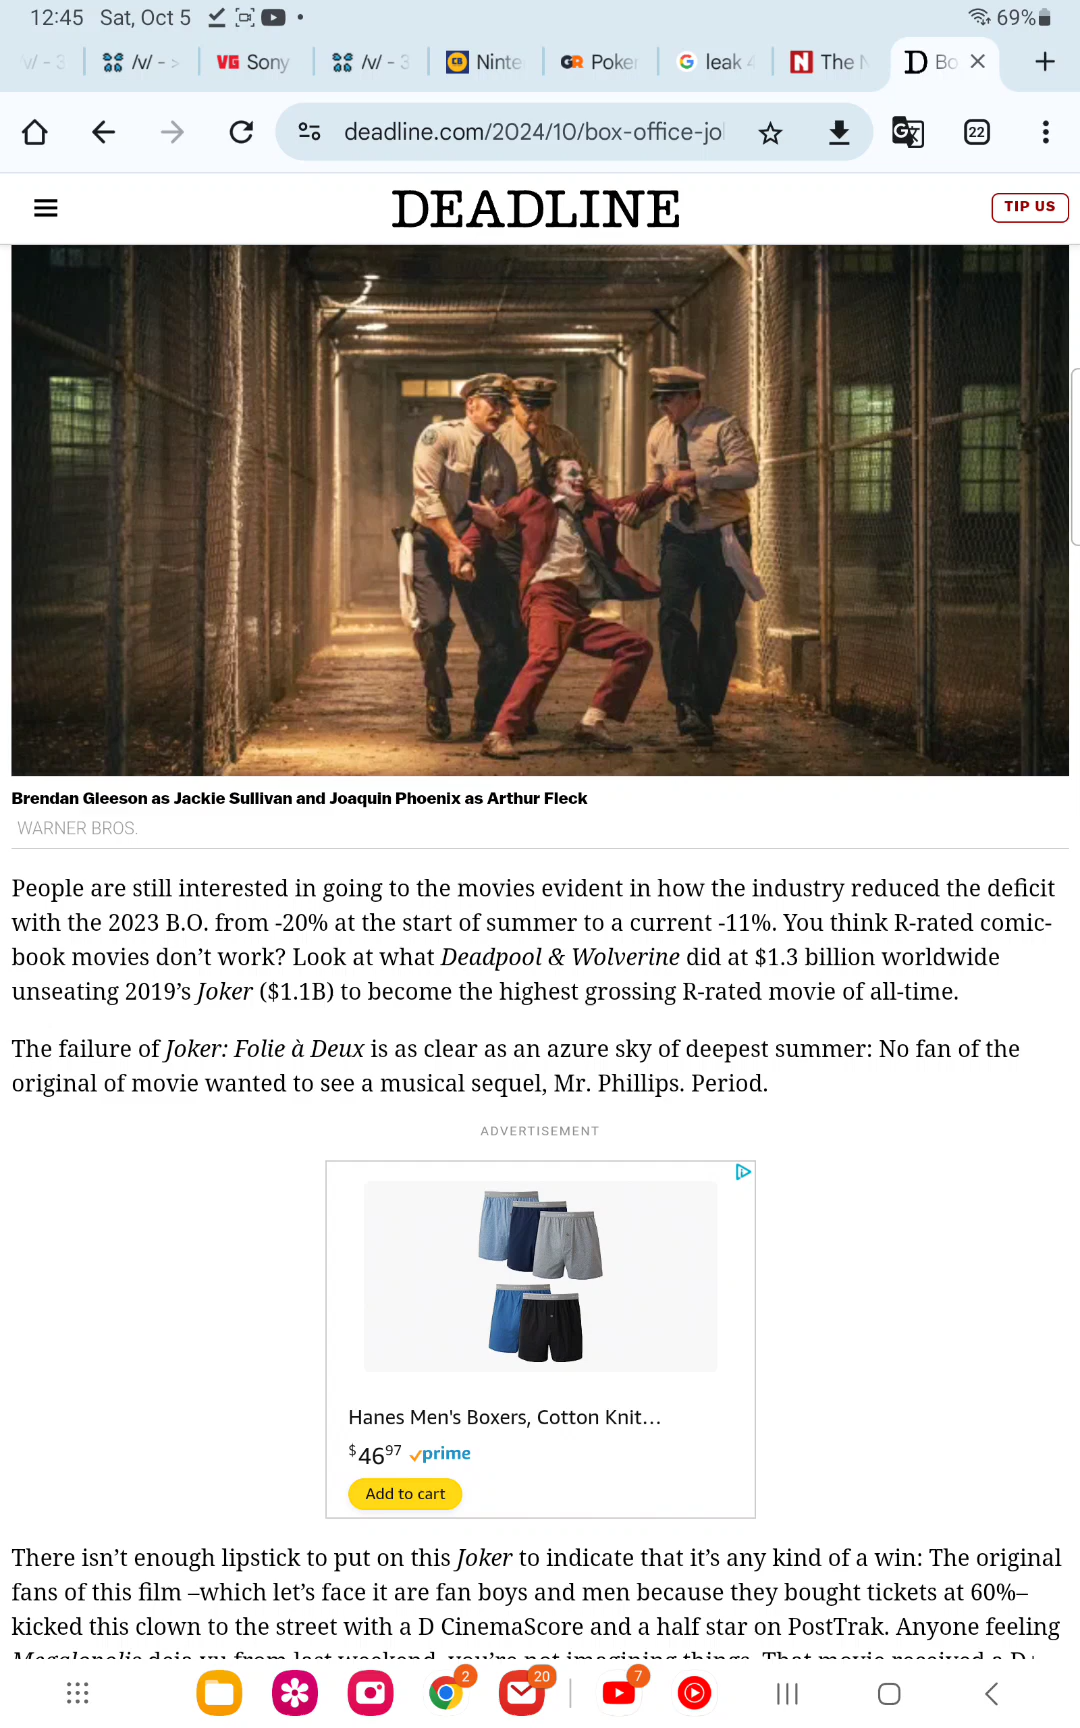 12:45 Sat, Oct 5 69%
/v/ - > VG Sony /v/ - 3 CB Ninte GR Poke leak The D Bo
deadline.com/2024/10/box-office-jo 22
DEADLINE TIP US
Brendan Gleeson as Jackie Sullivan and Joaquin Phoenix as Arthur Fleck
WARNER BROS.
People are still interested in going to the movies evident in how the industry reduced the deficit
with the 2023 B.O. from -20% at the start of summer to a current -11%. You think R-rated comic-
book movies don’t work? Look at what Deadpool & Wolverine did at $1.3 billion worldwide
unseating 2019’s Joker ($1.1B) to become the highest grossing R-rated movie of all-time.
The failure of Joker: Folie à Deux is as clear as an azure sky of deepest summer: No fan of the
original of movie wanted to see a musical sequel, Mr. Phillips. Period.
ADVERTISEMENT
Hanes Men's Boxers, Cotton Knit...
$4697 prime
Add to cart
There isn’t enough lipstick to put on this Joker to indicate that it’s any kind of a win: The original
fans of this film –which let’s face it are fan boys and men because they bought tickets at 60%–
kicked this clown to the street with a D CinemaScore and a half star on PostTrak. Anyone feeling
2 20 7